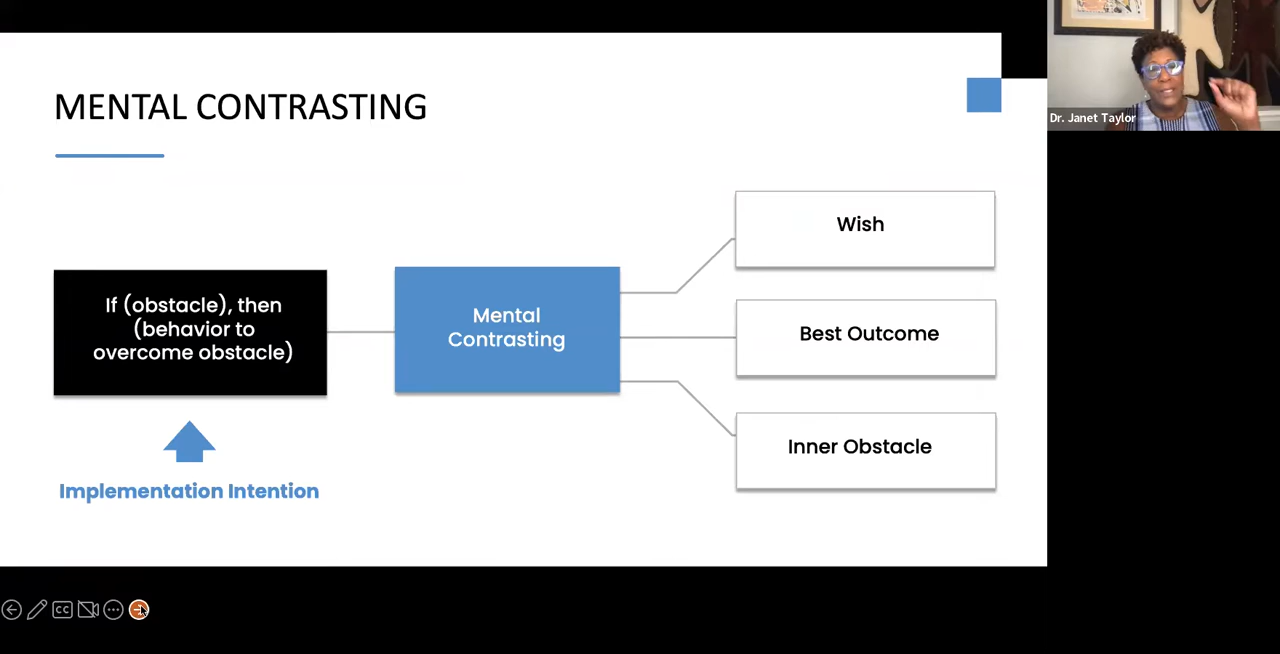 MENTAL CONTRASTING
Dr. Janet Taylor
If (obstacle), then
(behavior to
overcome obstacle)
Implementation Intention
Mental
Contrasting
Wish
Best Outcome
Inner Obstacle
CC